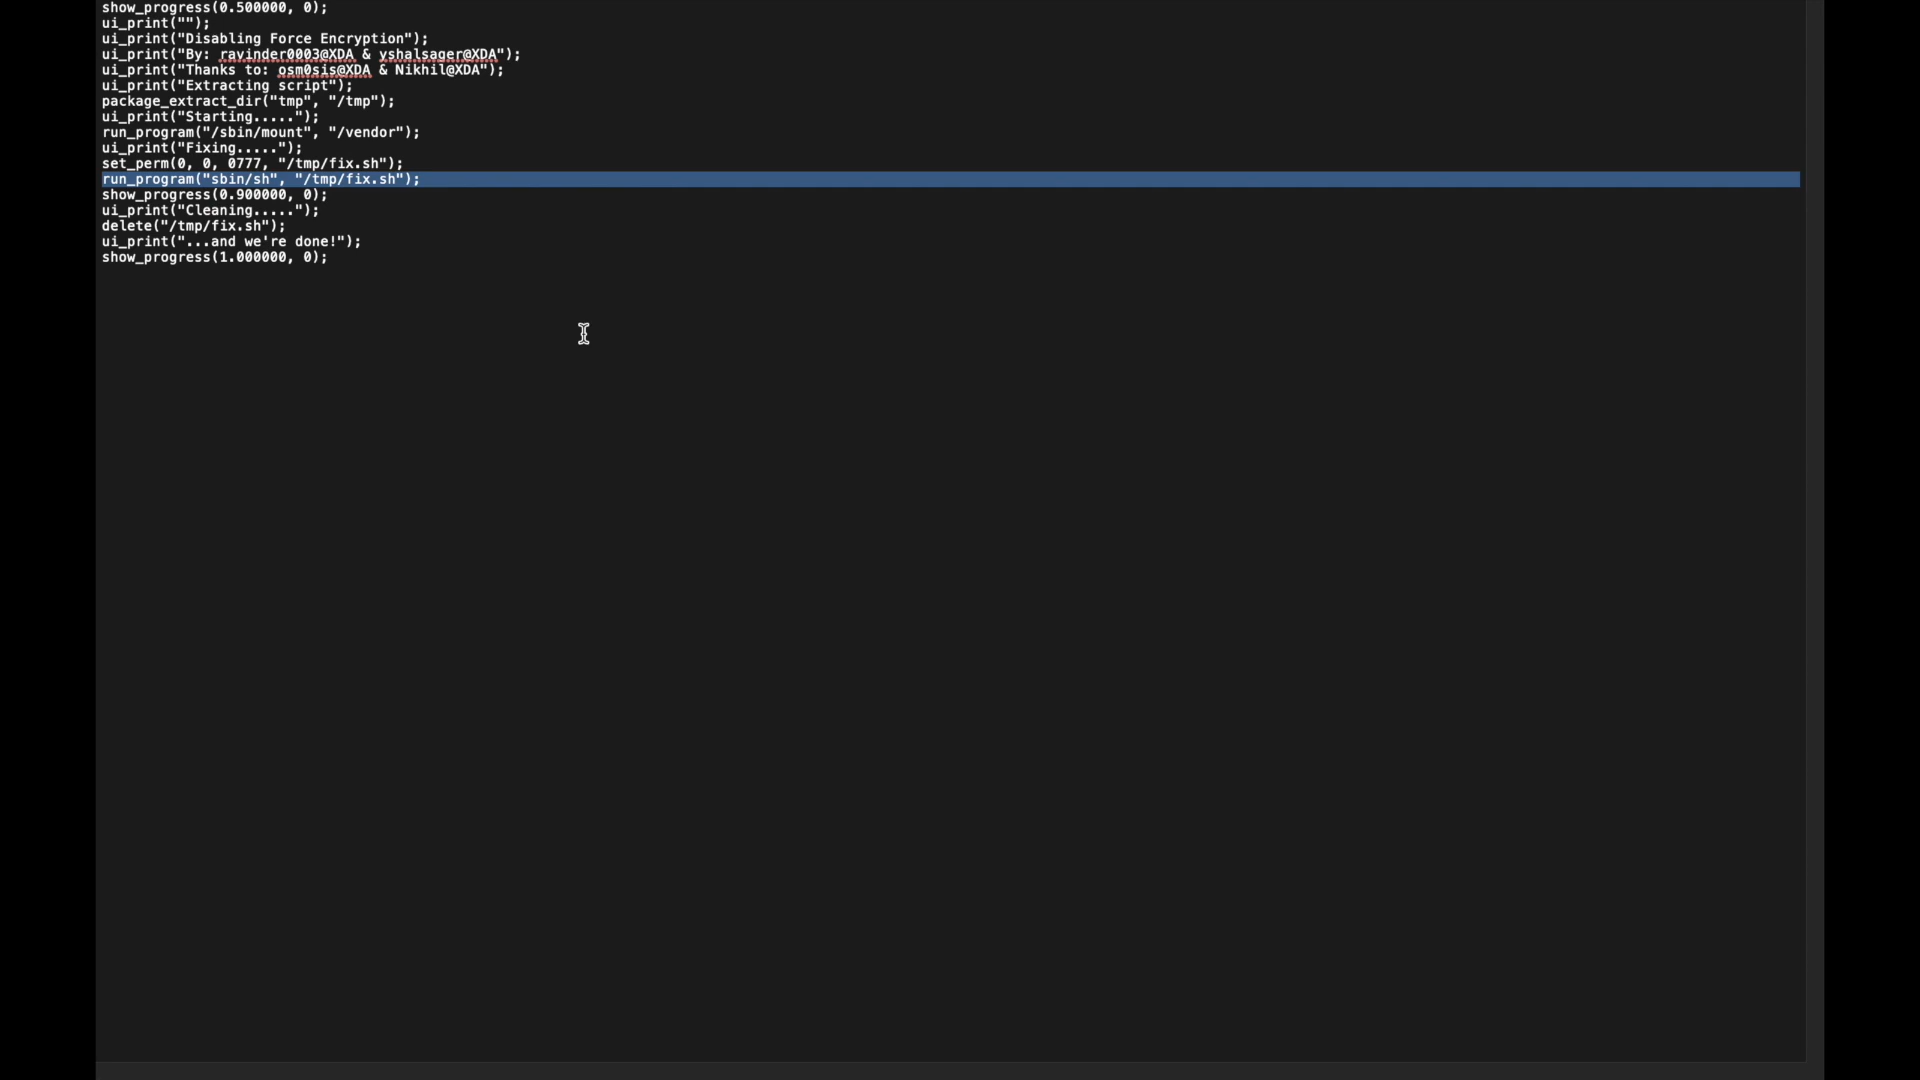 show_progress(0.500000, 0);
ui_print("");
ui_print("Disabling Force Encryption");
ui_print("By: ravinder0003@XDA & yshalsager@XDA");
ui_print("Thanks to: osm0sis@XDA & Nikhil@XDA");
ui_print("Extracting script");
package_extract_dir("tmp", "/tmp");
ui_print("Starting.....");
run_program("/sbin/mount", "/vendor");
ui_print("Fixing.....");
set_perm(0, 0, 0777, "/tmp/fix.sh");
run_program("sbin/sh", "/tmp/fix.sh");
show_progress(0.900000, 0);
ui_print("Cleaning.....");
delete("/tmp/fix.sh");
ui_print("...and we're done!");
show_progress(1.000000, 0);